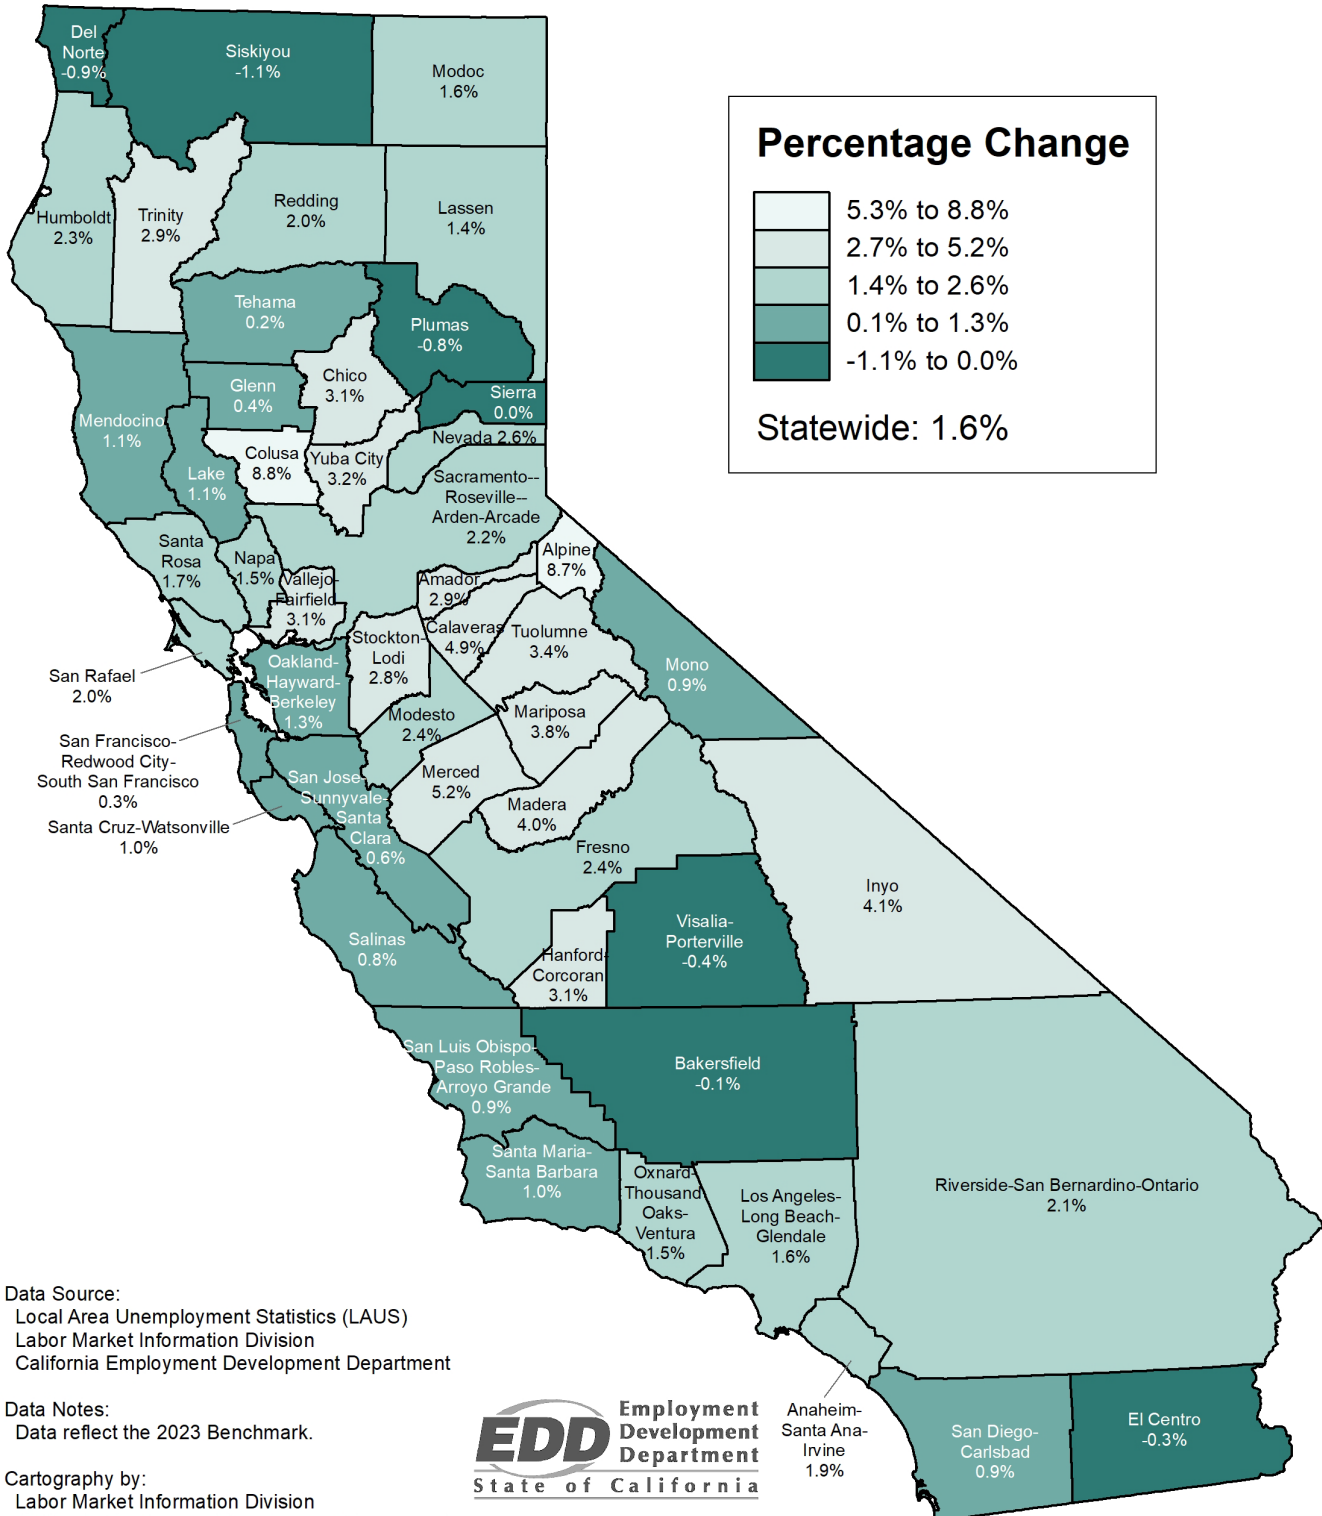 Del
Norte
-0.9%
Siskiyou
-1.1%
Modoc
1.6%
Percentage Change
5.3% to 8.8%
2.7% to 5.2%
1.4% to 2.6%
0.1% to 1.3%
-1.1% to 0.0%
Statewide: 1.6%
Humboldt
2.3%
Trinity
2.9%
Redding
2.0%
Lassen
1.4%
Tehama
0.2%
Plumas
-0.8%
Chico
3.1%
Glenn
0.4%
Sierra
0.0%
Mendocino
1.1%
Nevada 2.6%
Colusa
8.8%
Yuba City
3.2%
Lake
1.1%
Sacramento--
Roseville--
Arden-Arcade
2.2%
Santa
Rosa
1.7%
Napa
1.5%
Vallejo-
Fairfield
3.1%
Alpine
8.7%
Amador
2.9%
Calaveras
4.9%
Tuolumne
3.4%
Stockton-
Lodi
2.8%
Mono
0.9%
San Rafael
2.0%
Oakland-
Hayward-
Berkeley
1.3%
Modesto
2.4%
Mariposa
3.8%
San Francisco-
Redwood City-
South San Francisco
0.3%
Santa Cruz-Watsonville
1.0%
San Jose-
Sunnyvale-
Santa
Clara
0.6%
Merced
5.2%
Madera
4.0%
Fresno
2.4%
Inyo
4.1%
Salinas
0.8%
Hanford-
Corcoran
3.1%
Visalia-
Porterville
-0.4%
San Luis Obispo-
Paso Robles-
Arroyo Grande
0.9%
Bakersfield
-0.1%
Santa Maria-
Santa Barbara
1.0%
Oxnard-
Thousand
Oaks-
Ventura
1.5%
Los Angeles-
Long Beach-
Glendale
1.6%
Riverside-San Bernardino-Ontario
2.1%
Anaheim-
Santa Ana-
Irvine
1.9%
San Diego-
Carlsbad
0.9%
El Centro
-0.3%
Data Source:
Local Area Unemployment Statistics (LAUS)
Labor Market Information Division
California Employment Development Department
Data Notes:
Data reflect the 2023 Benchmark.
Cartography by:
Labor Market Information Division
EDD
Employment
Development
Department
State of California